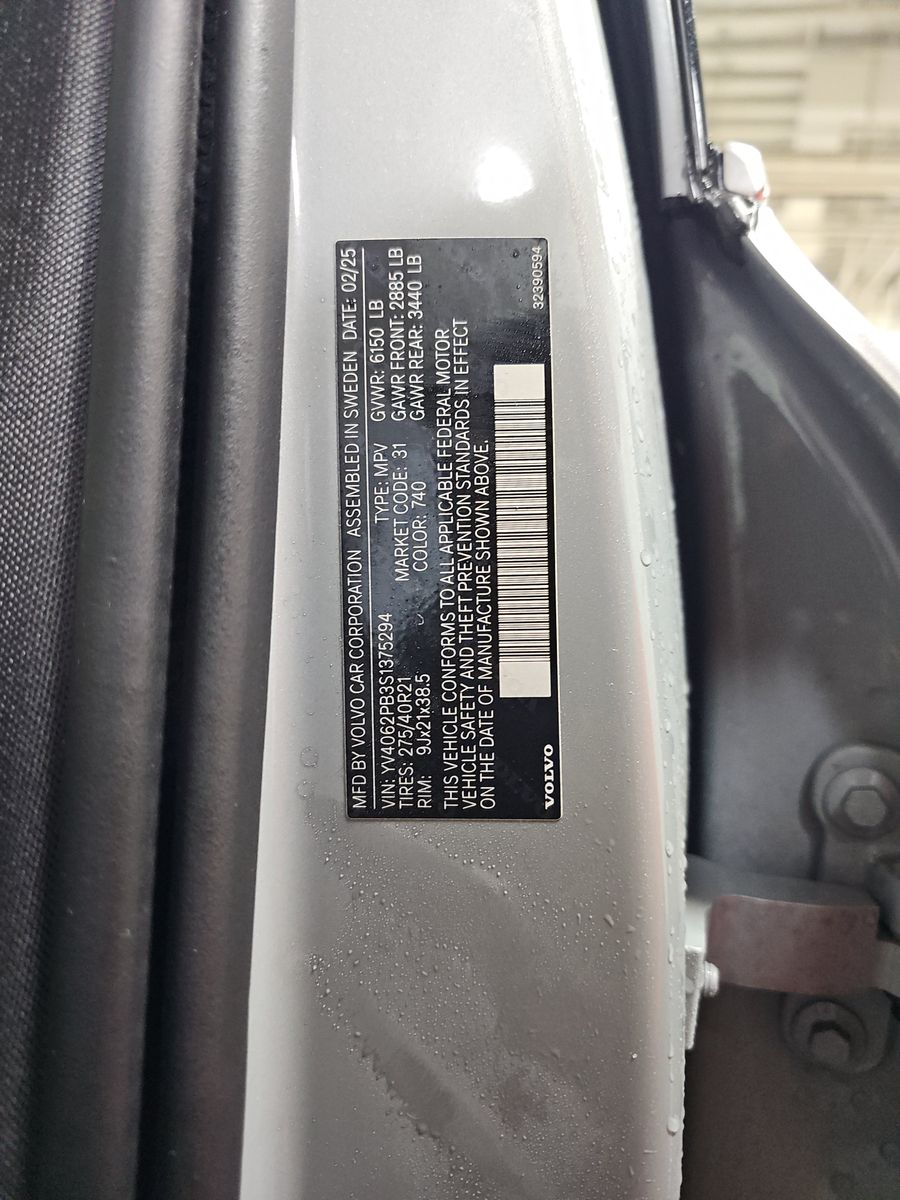 MFD BY VOLVO CAR CORPORATION ASSEMBLED IN SWEDEN DATE: 02/25
VIN: YV4062PB3S1375294 TYPE: MPV GVWR: 6150 LB
TIRES: 275/40R21 MARKET CODE: 31 GAWR FRONT: 2885 LB
RIM: 9Jx21x38.5 COLOR: 740 GAWR REAR: 3440 LB
THIS VEHICLE CONFORMS TO ALL APPLICABLE FEDERAL MOTOR
VEHICLE SAFETY AND THEFT PREVENTION STANDARDS IN EFFECT
ON THE DATE OF MANUFACTURE SHOWN ABOVE.
VOLVO 32390594